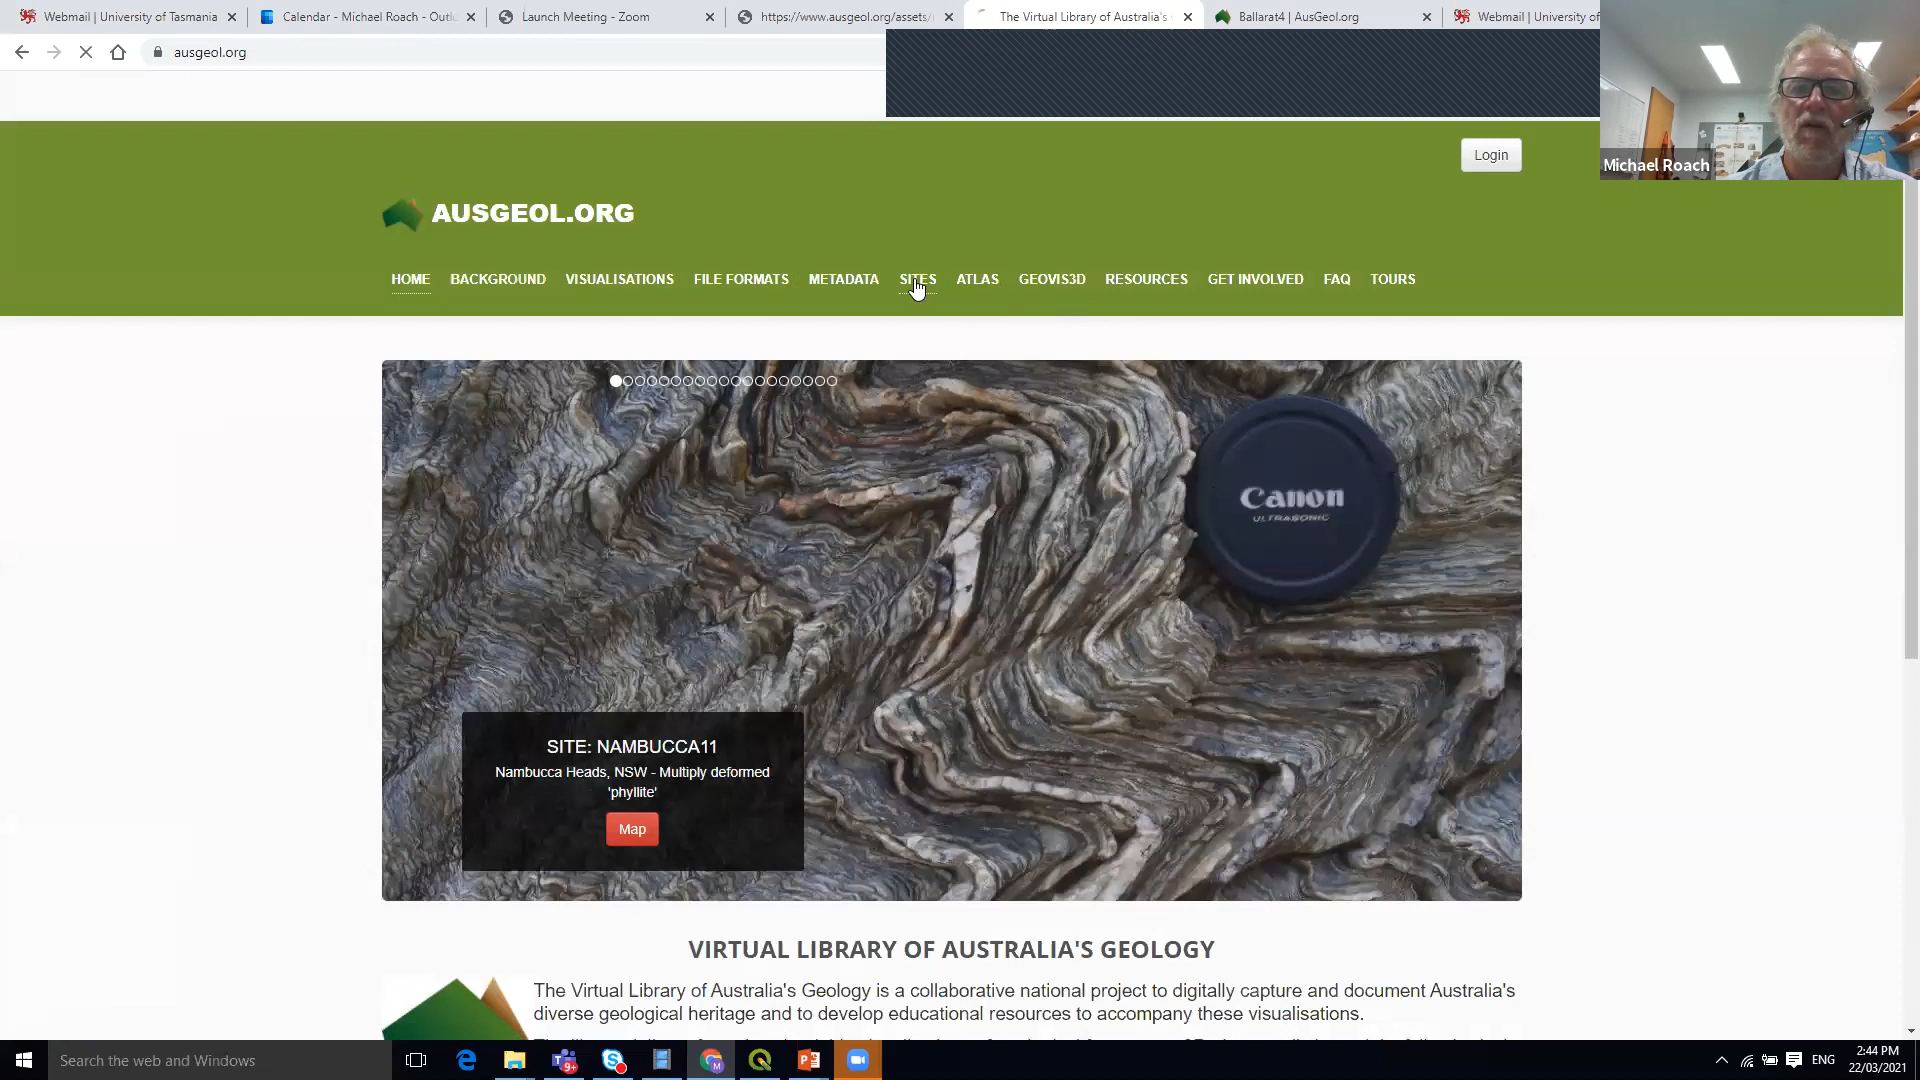 Webmail | University of Tasmania
Calendar - Michael Roach - Outlo
Launch Meeting - Zoom
https://www.ausgeol.org/assets/
The Virtual Library of Australia's
Ballarat4 | AusGeol.org
Webmail | University of
ausgeol.org
Michael Roach
Login
AUSGEOL.ORG
HOME BACKGROUND VISUALISATIONS FILE FORMATS METADATA SITES ATLAS GEOVIS3D RESOURCES GET INVOLVED FAQ TOURS
Canon
ULTRASONIC
SITE: NAMBUCCA11
Nambucca Heads, NSW - Multiply deformed
'phyllite'
Map
VIRTUAL LIBRARY OF AUSTRALIA'S GEOLOGY
The Virtual Library of Australia's Geology is a collaborative national project to digitally capture and document Australia's
diverse geological heritage and to develop educational resources to accompany these visualisations.
Search the web and Windows
9+
ENG
2:44 PM
22/03/2021